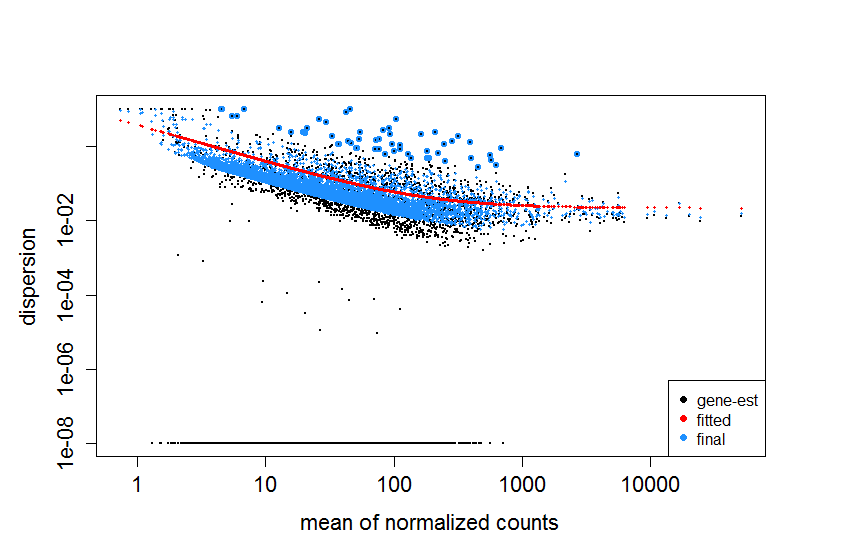 dispersion
1e-02
1e-04
1e-06
1e-08
gene-est
fitted
final
1 10 100 1000 10000
mean of normalized counts